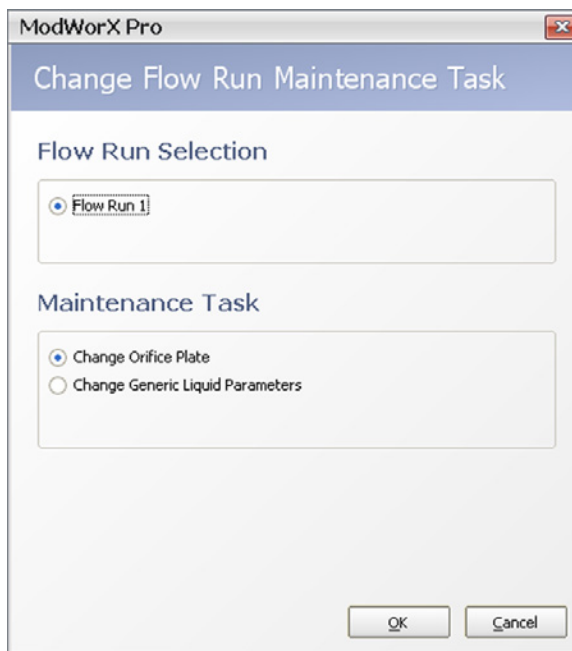 ModWorX Pro
Change Flow Run Maintenance Task
Flow Run Selection
Flow Run 1
Maintenance Task
Change Orifice Plate
Change Generic Liquid Parameters
OK
Cancel